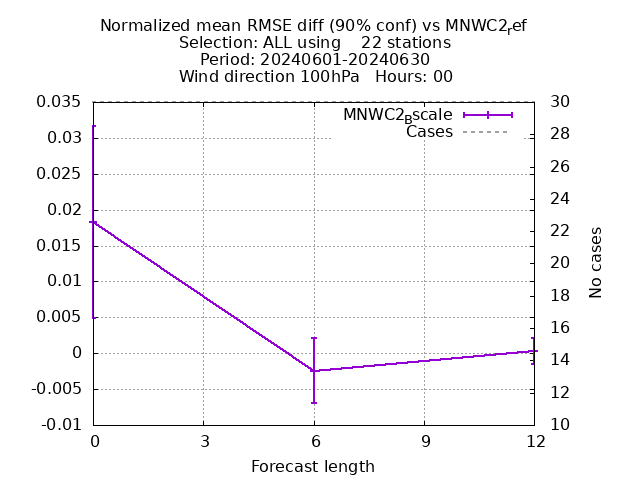 Normalized mean RMSE diff (90% conf) vs MNWC2ref
Selection: ALL using    22 stations
Period: 20240601-20240630
Wind direction 100hPa   Hours: 00
MNWC2Bscale
Cases
0.035
0.03
0.025
0.02
0.015
0.01
0.005
0
-0.005
-0.01
30
28
26
24
22
20
18
16
14
12
10
No cases
0 3 6 9 12
Forecast length